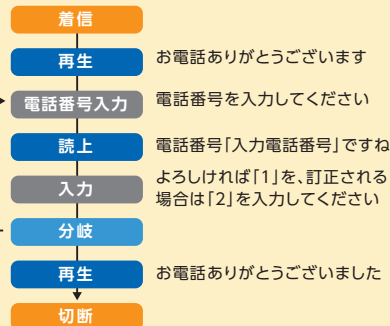 着信
再生 お電話ありがとうございます
電話番号入力 電話番号を入力してください
読上 電話番号「入力電話番号」ですね
入力 よろしければ「1」を、訂正される
場合は「2」を入力してください
分岐
再生 お電話ありがとうございました
切断